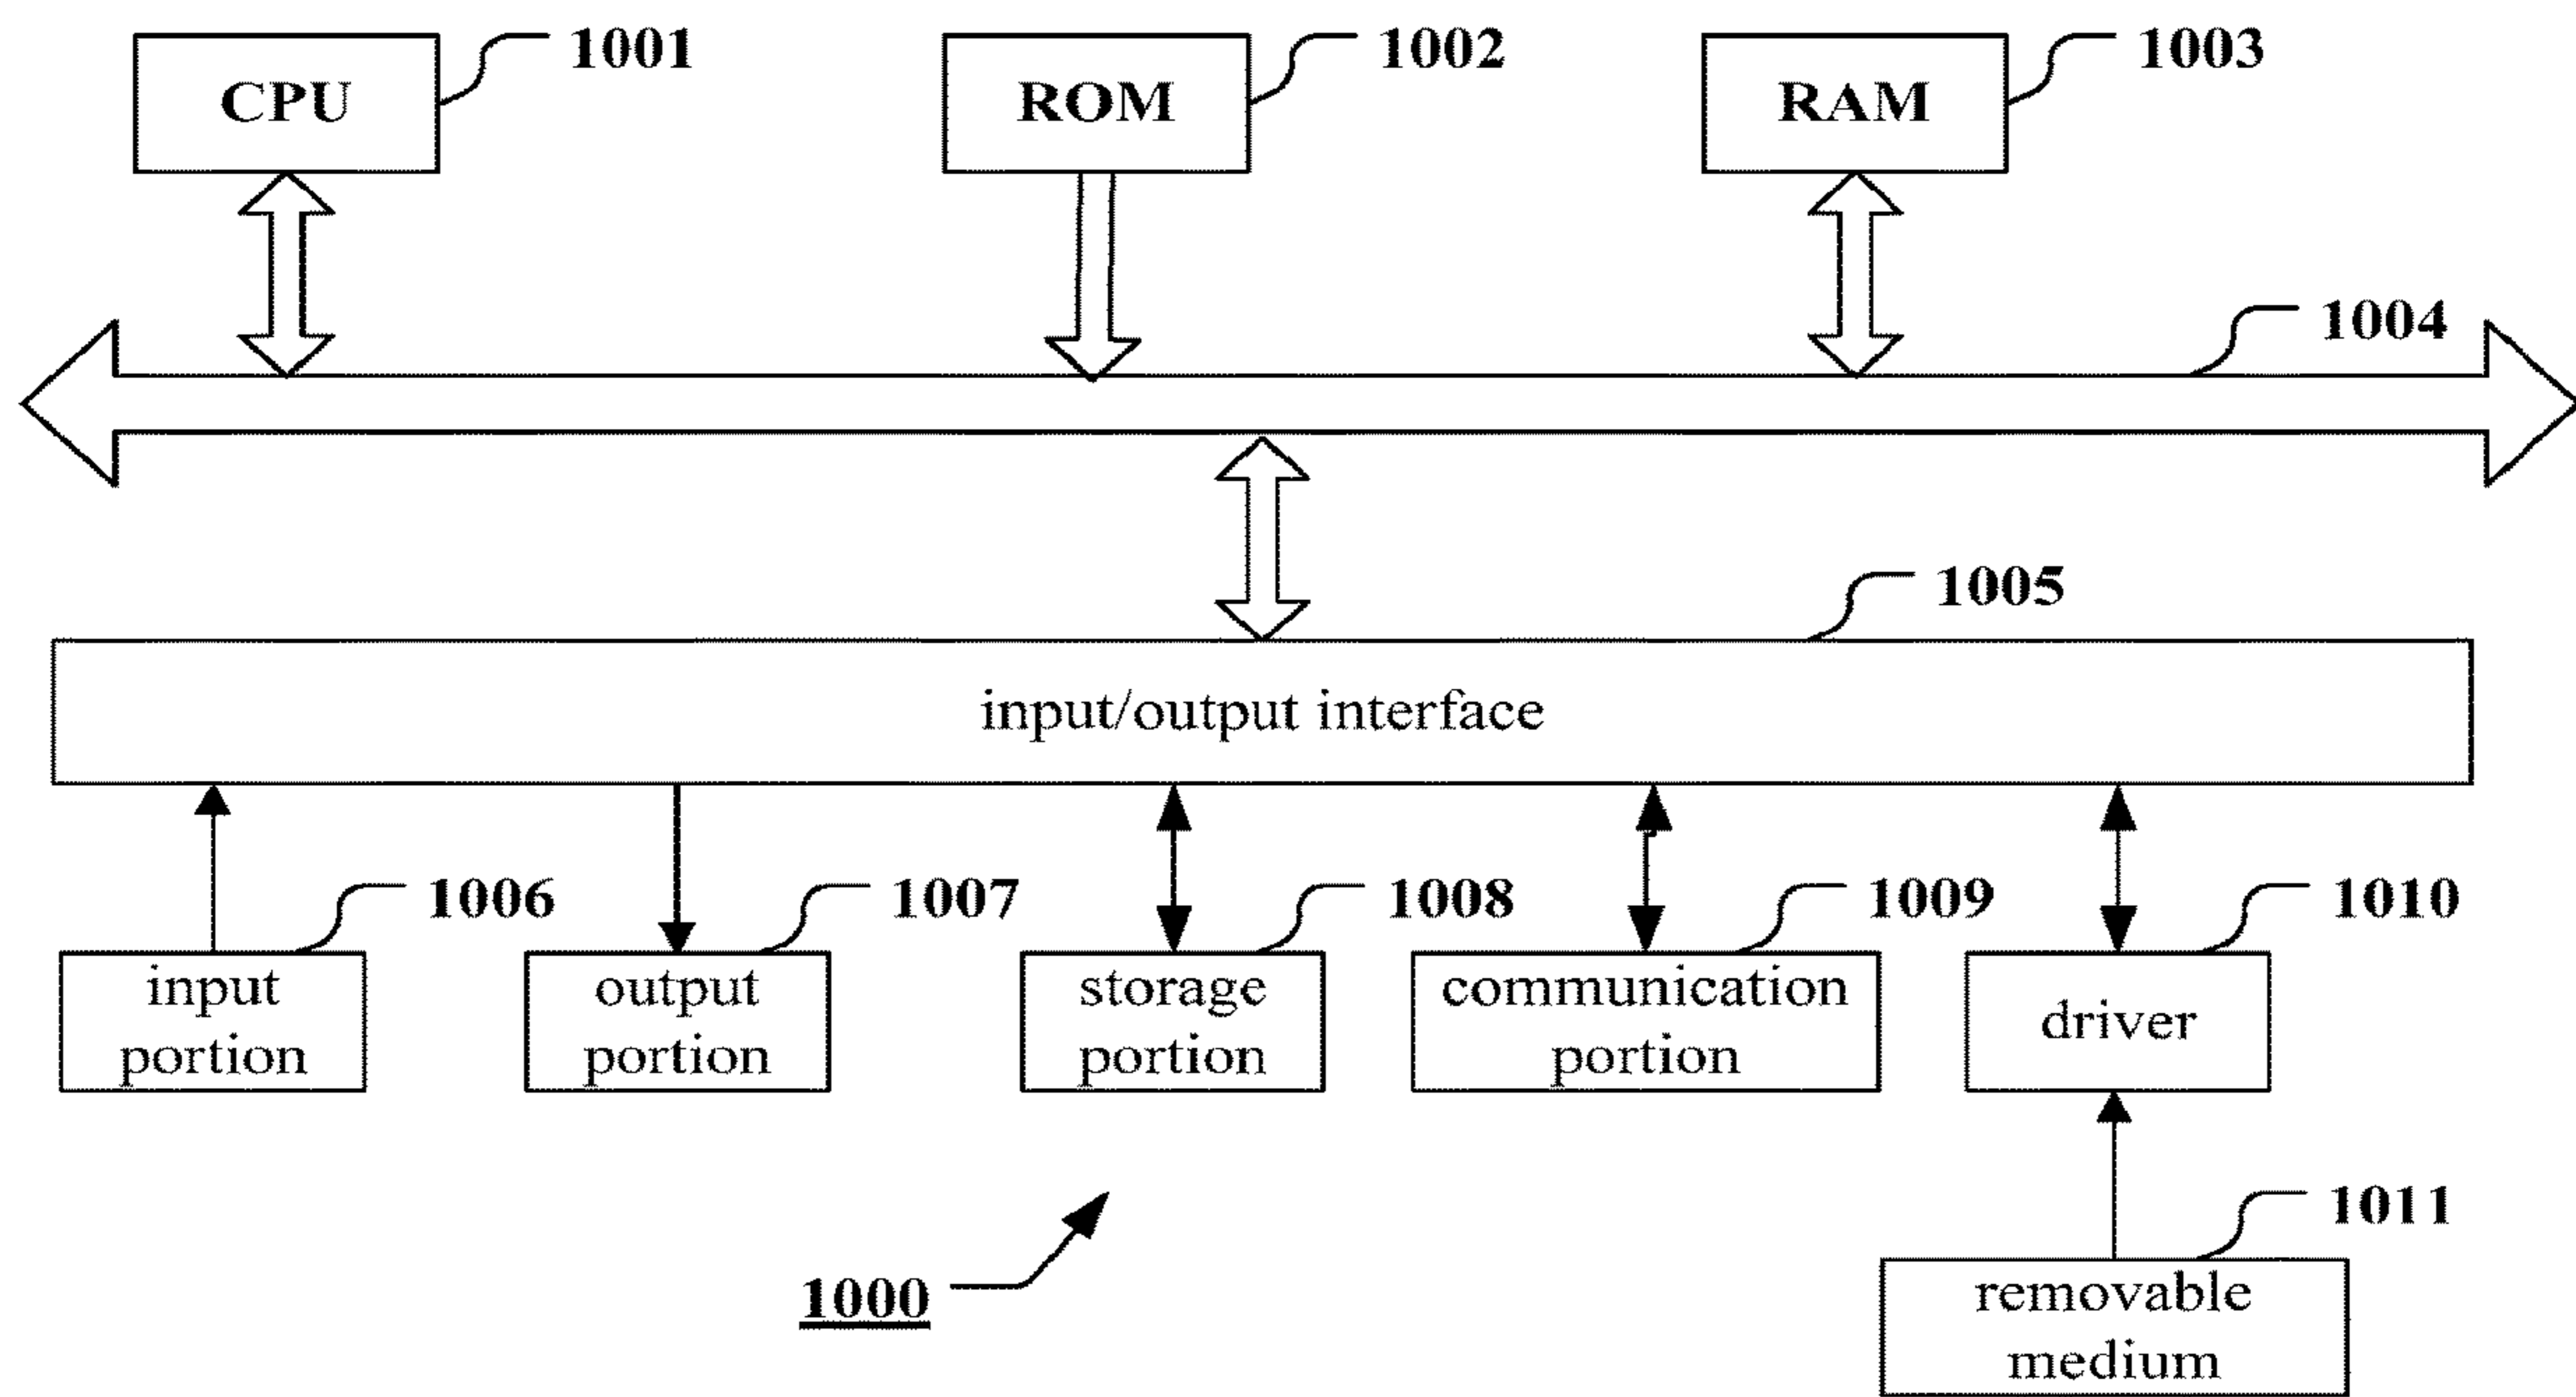 CPU
1001
ROM
1002
RAM
1003
1004
1005
input/output interface
1006
1007
1008
1009
1010
input
portion
output
portion
storage
portion
communication
portion
driver
1011
1000
removable
medium